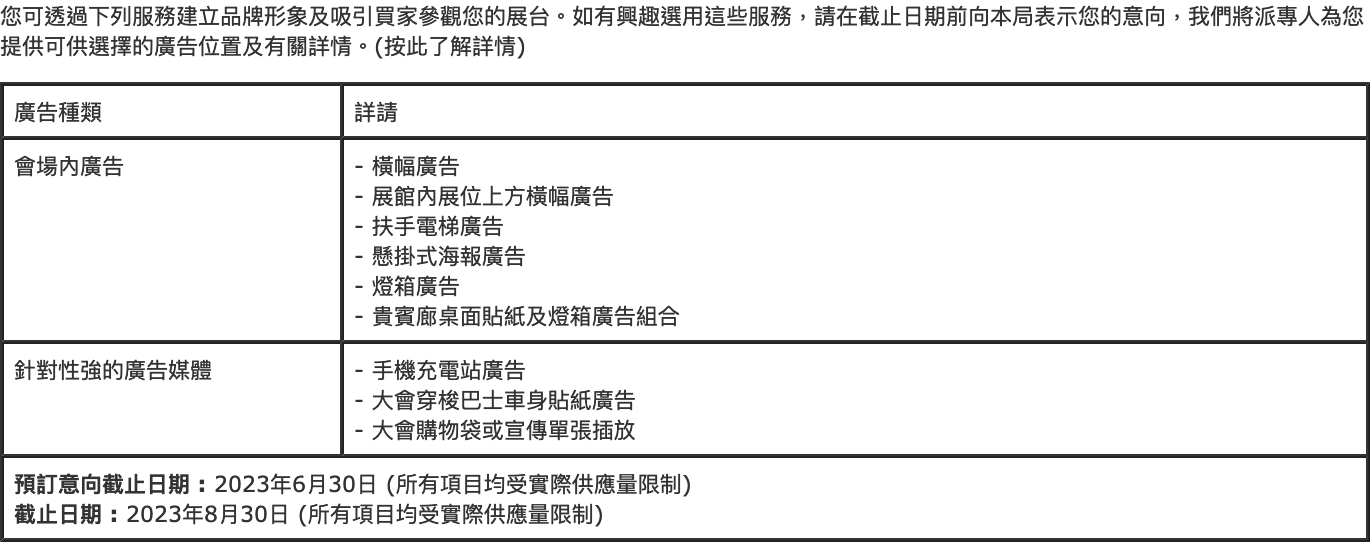 您可透過下列服務建立品牌形象及吸引買家參觀您的展台。如有興趣選用這些服務，請在截止日期前向本局表示您的意向，我們將派專人為您
提供可供選擇的廣告位置及有關詳情。(按此了解詳情)
廣告種類
詳請
會場內廣告
- 橫幅廣告
- 展館內展位上方橫幅廣告
- 扶手電梯廣告
- 懸掛式海報廣告
- 燈箱廣告
- 貴賓廊桌面貼紙及燈箱廣告組合
針對性強的廣告媒體
- 手機充電站廣告
- 大會穿梭巴士車身貼紙廣告
- 大會購物袋或宣傳單張插放
預訂意向截止日期：2023年6月30日 (所有項目均受實際供應量限制)
截止日期：2023年8月30日 (所有項目均受實際供應量限制)